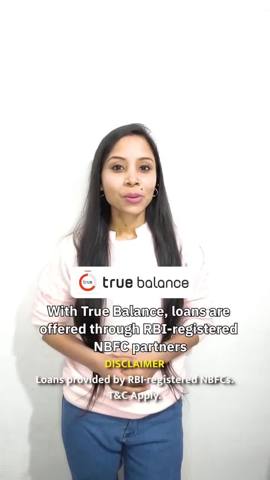 true balance
With True Balance, loans are
offered through RBI-registered
NBFC partners
DISCLAIMER
Loans provided by RBI-registered NBFCs.
T&C Apply.